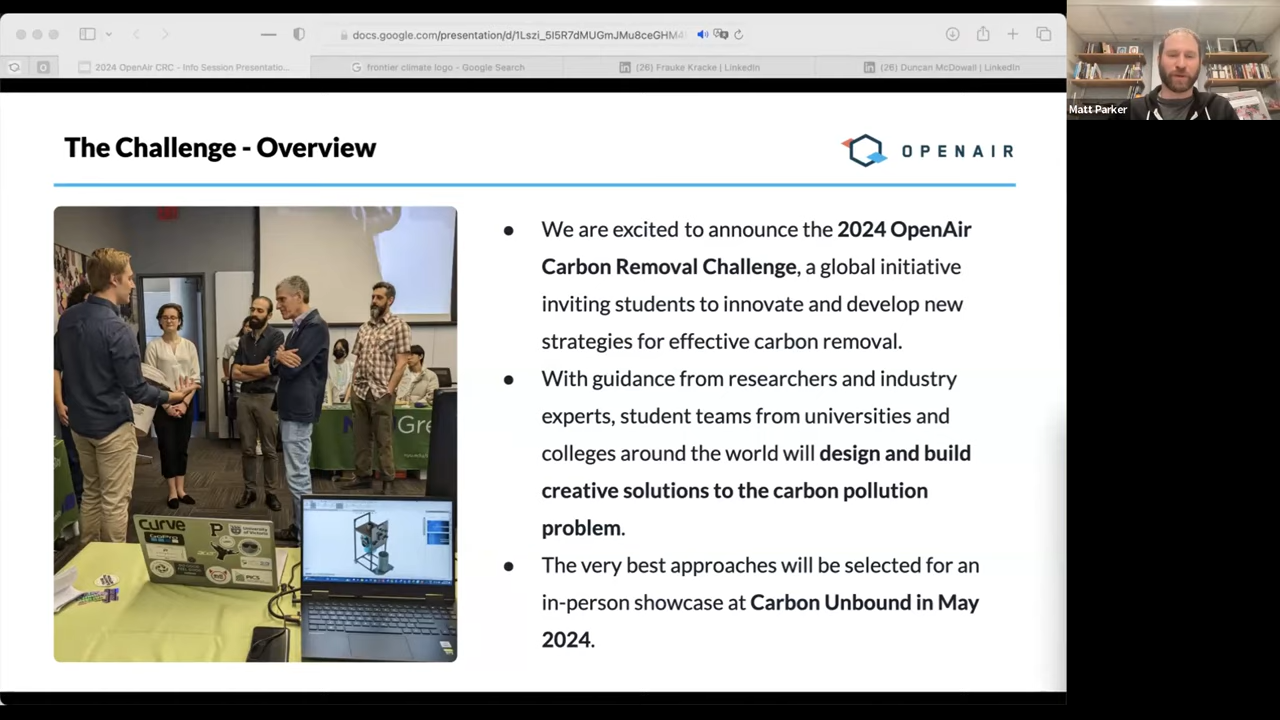 docs.google.com/presentation/d/1Lszi_5I5R7dMUGmJMu8ceGHM4
2024 OpenAir CRC - Info Session Presentatio...
frontier climate logo - Google Search
(26) Frauke Kracke | LinkedIn
(26) Duncan McDowall | LinkedIn
Matt Parker
The Challenge - Overview
OPENAIR
• We are excited to announce the 2024 OpenAir
Carbon Removal Challenge, a global initiative
inviting students to innovate and develop new
strategies for effective carbon removal.
• With guidance from researchers and industry
experts, student teams from universities and
colleges around the world will design and build
creative solutions to the carbon pollution
problem.
• The very best approaches will be selected for an
in-person showcase at Carbon Unbound in May
2024.
curve
P
University
GoPro
PICS